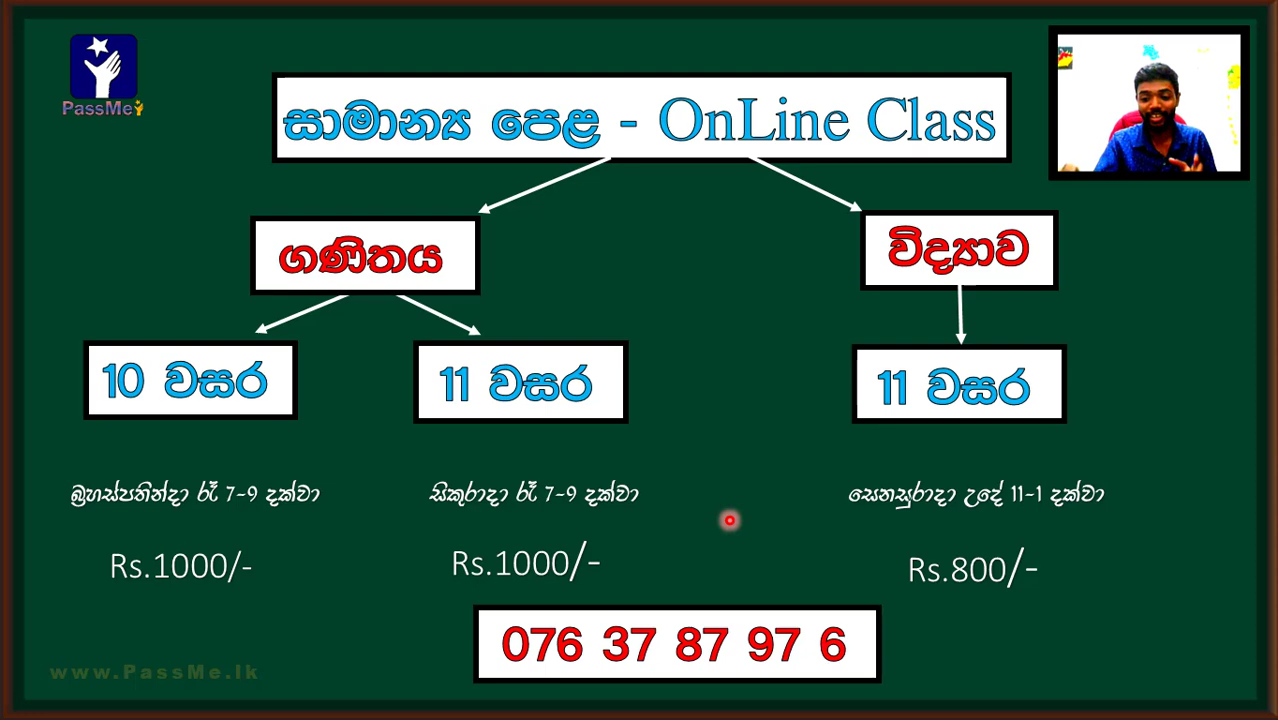 PassMe
සාමාන්‍ය පෙළ - OnLine Class
ගණිතය
විද්‍යාව
10 වසර
11 වසර
11 වසර
බ්‍රහස්පතින්දා රෑ 7-9 දක්වා
සිකුරාදා රෑ 7-9 දක්වා
සෙනසුරාදා උදේ 11-1 දක්වා
Rs.1000/-
Rs.1000/-
Rs.800/-
076 37 87 97 6
www.PassMe.lk